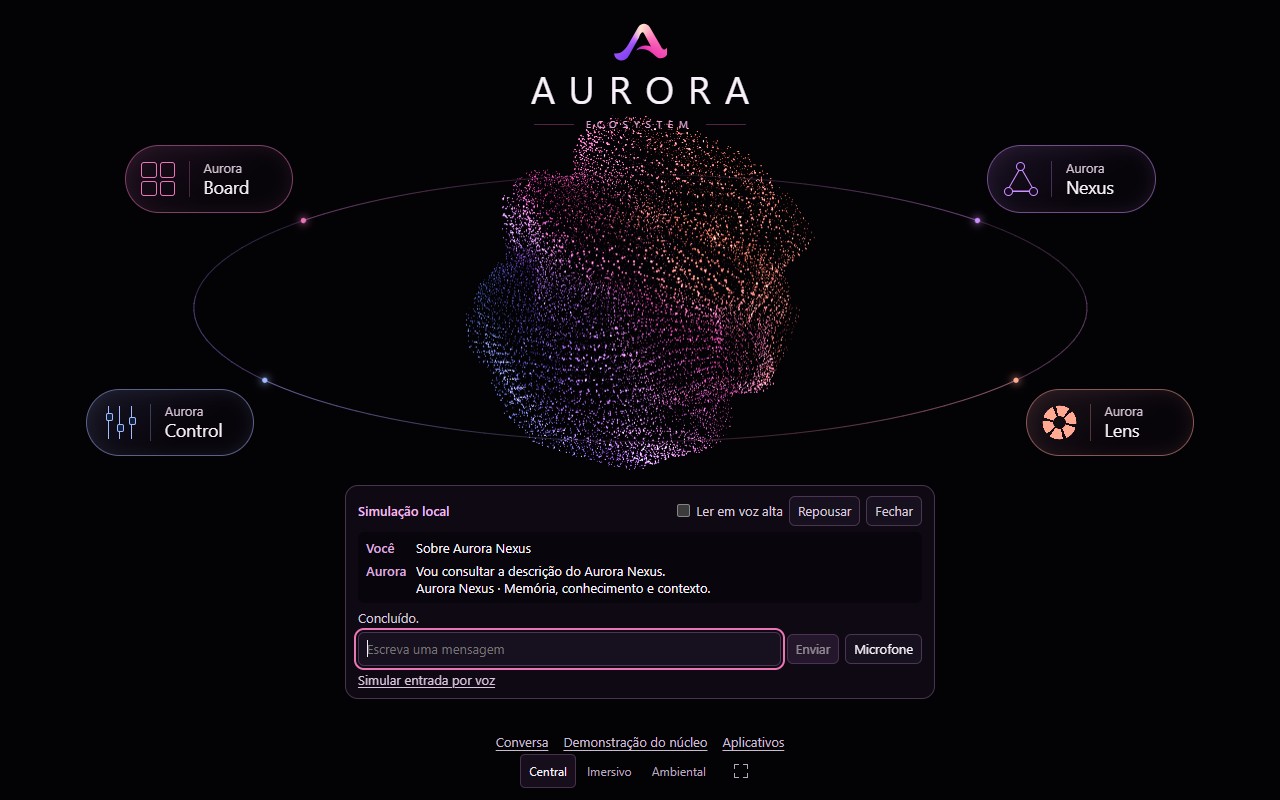 AURORA
ECOSYSTEM
Aurora
Board
Aurora
Nexus
Aurora
Control
Aurora
Lens
Simulação local
Ler em voz alta
Repousar
Fechar
Você Sobre Aurora Nexus
Aurora Vou consultar a descrição do Aurora Nexus.
Aurora Nexus · Memória, conhecimento e contexto.
Concluído.
Escreva uma mensagem
Enviar
Microfone
Simular entrada por voz
Conversa Demonstração do núcleo Aplicativos
Central Imersivo Ambiental